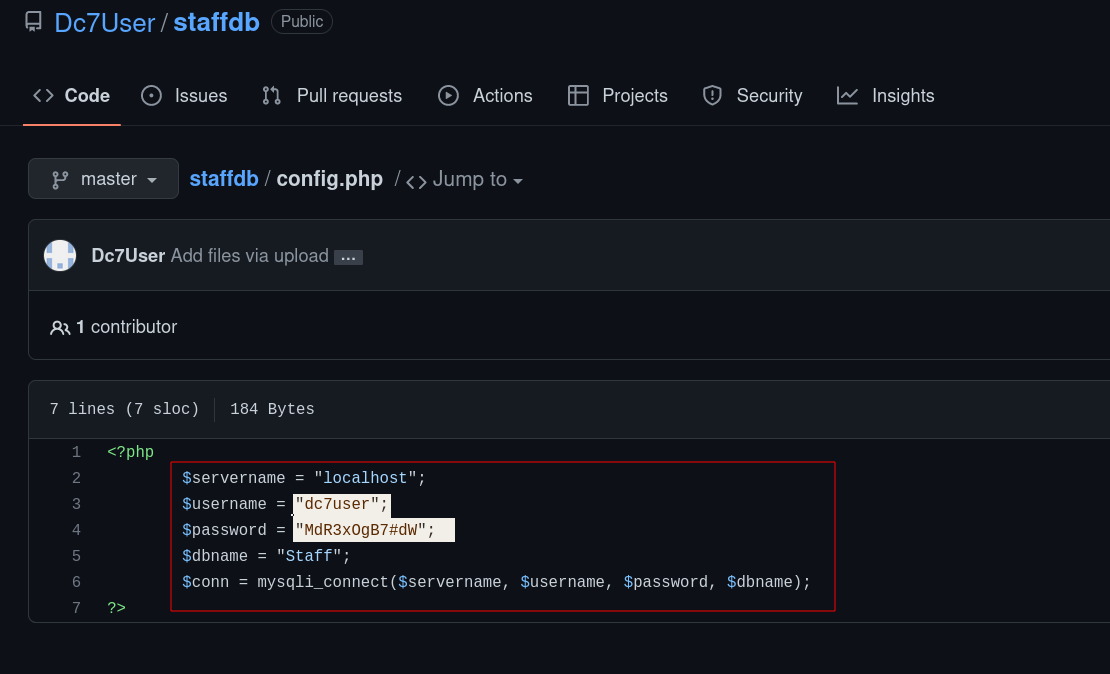 Dc7User / staffdb Public
Code Issues Pull requests Actions Projects Security Insights
master staffdb / config.php / Jump to
Dc7User Add files via upload ...
1 contributor
7 lines (7 sloc) 184 Bytes
1 <?php
2 $servername = "localhost";
3 $username = "dc7user";
4 $password = "MdR3xOgB7#dW";
5 $dbname = "Staff";
6 $conn = mysqli_connect($servername, $username, $password, $dbname);
7 ?>